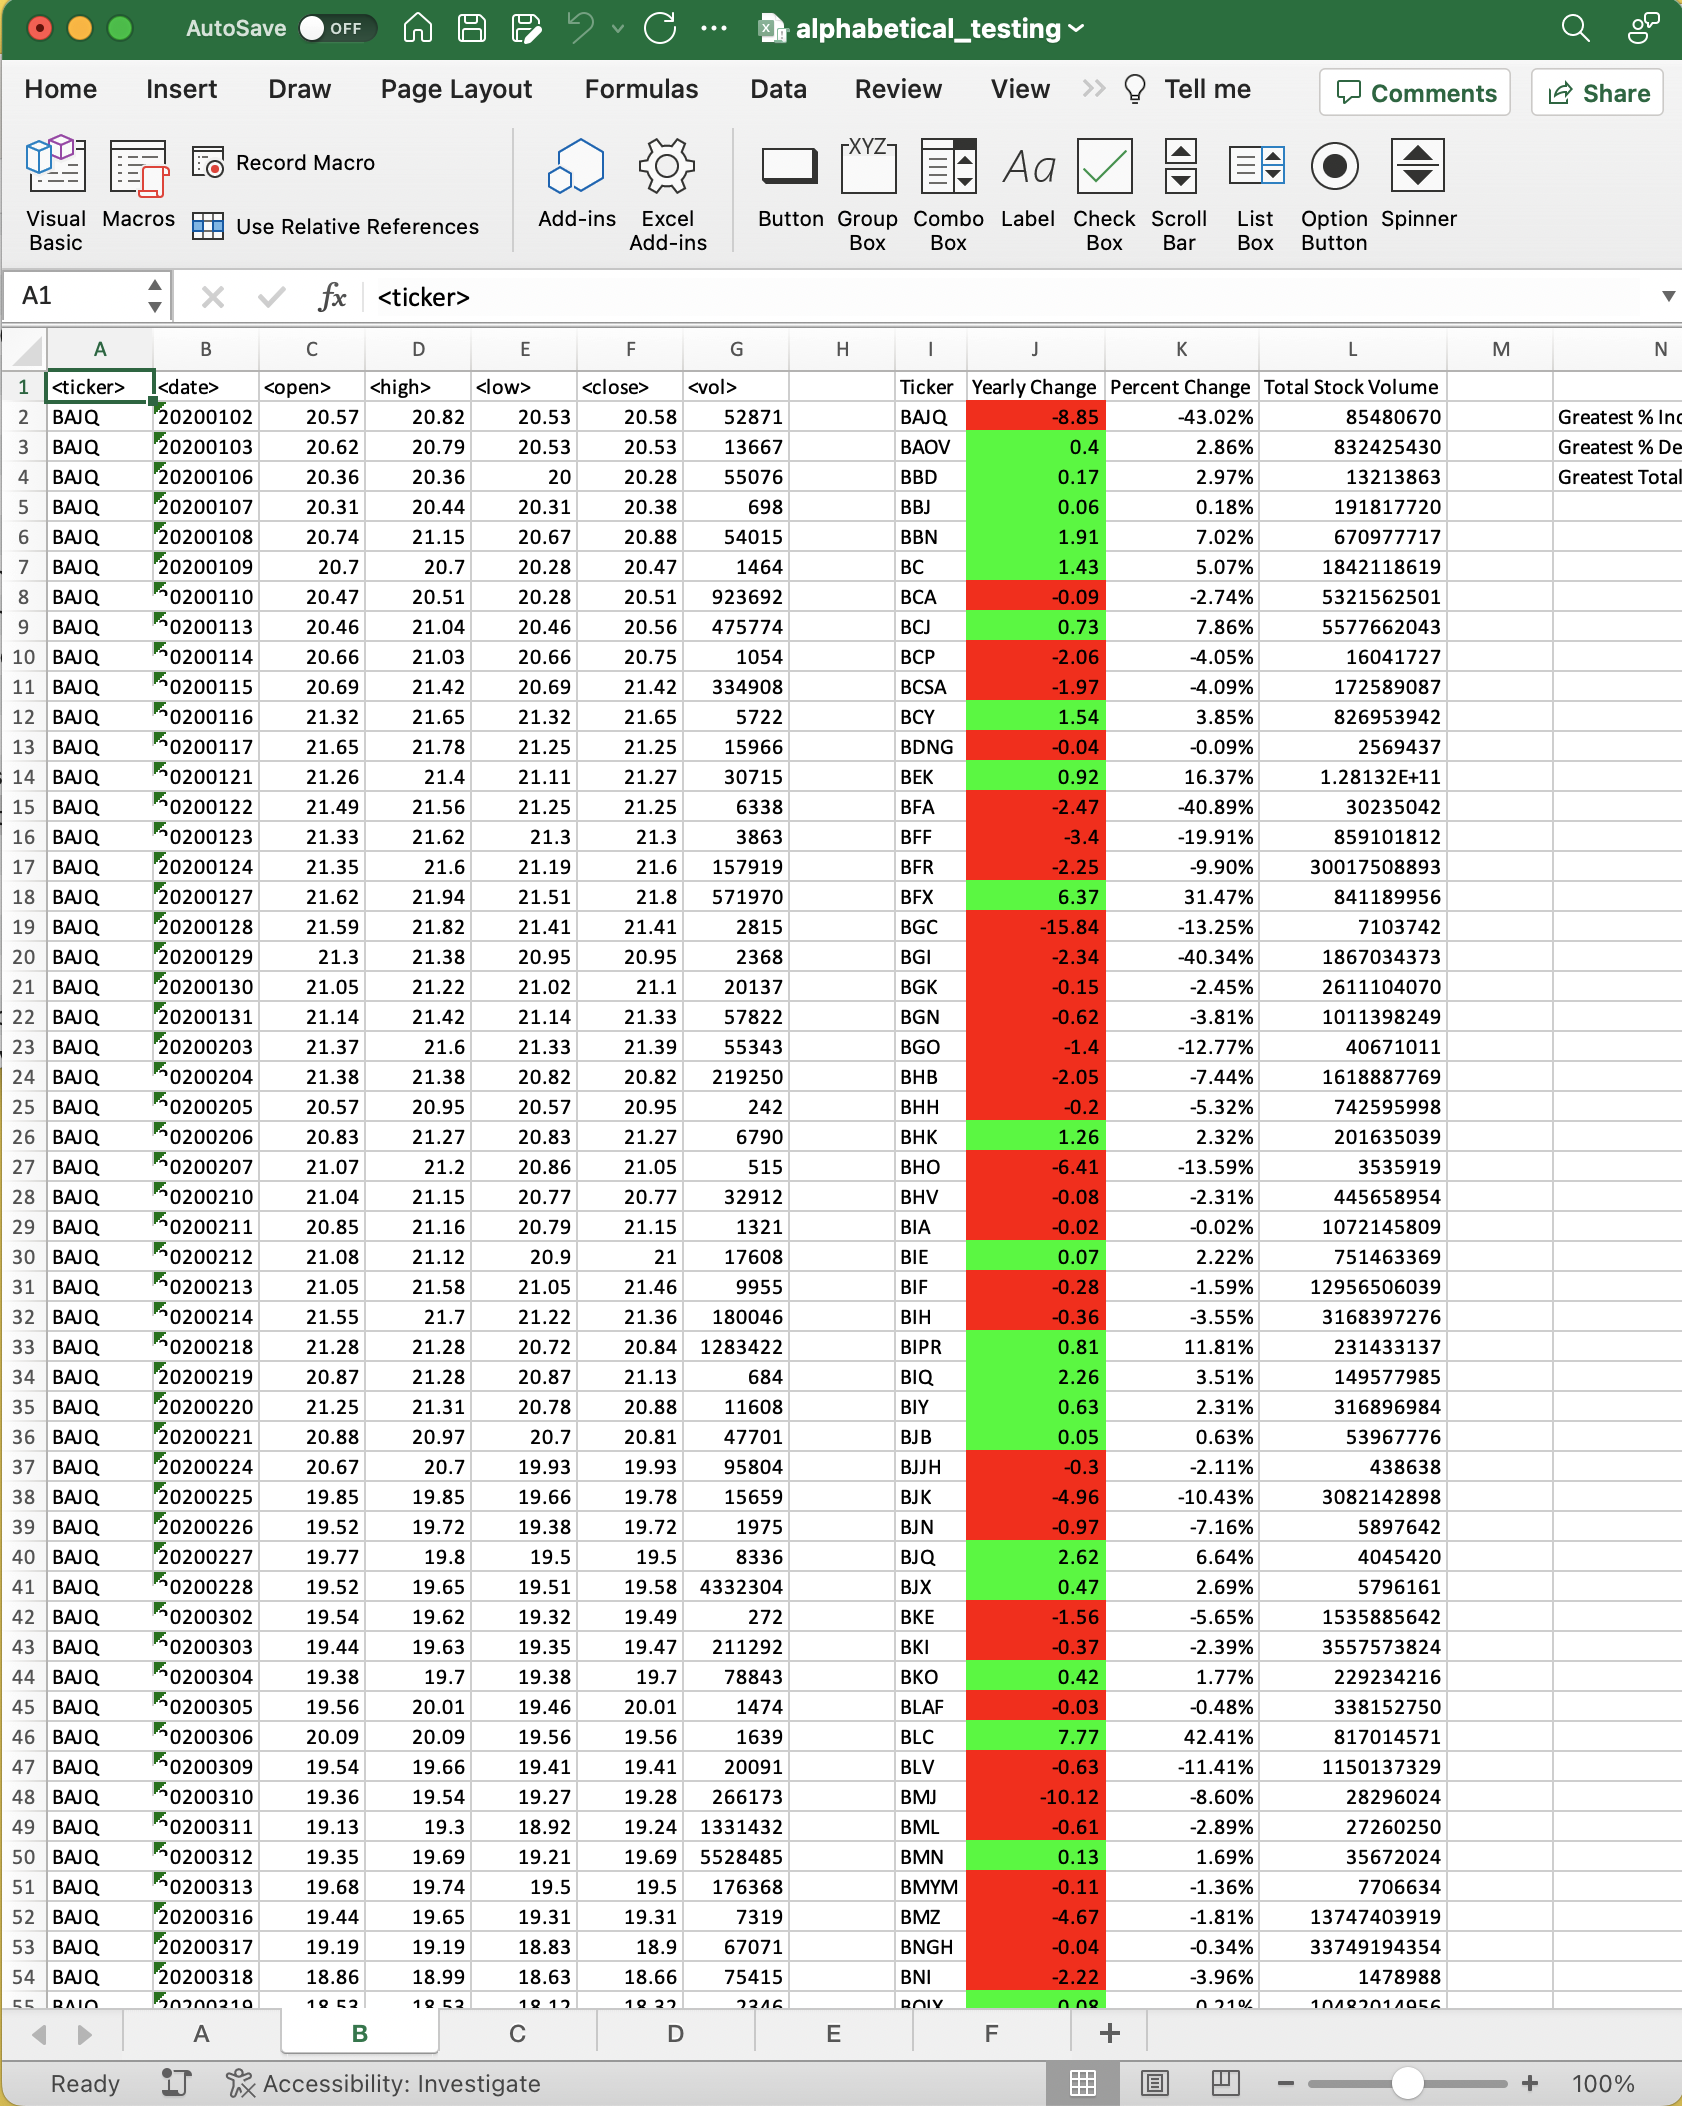 AutoSave OFF alphabetical_testing
Home Insert Draw Page Layout Formulas Data Review View Tell me Comments Share
Visual Basic Macros Record Macro Use Relative References Add-ins Excel Add-ins Button XYZ Group Box Combo Box Aa Label Check Box Scroll Bar List Box Option Button Spinner
A1 fx <ticker>
A B C D E F G H I J K L M N
1 <ticker> <date> <open> <high> <low> <close> <vol> Ticker Yearly Change Percent Change Total Stock Volume
2 BAJQ 20200102 20.57 20.82 20.53 20.58 52871 BAJQ -8.85 -43.02% 85480670 Greatest % Inc
3 BAJQ 20200103 20.62 20.79 20.53 20.53 13667 BAOV 0.4 2.86% 832425430 Greatest % De
4 BAJQ 20200106 20.36 20.36 20 20.28 55076 BBD 0.17 2.97% 13213863 Greatest Total
5 BAJQ 20200107 20.31 20.44 20.31 20.38 698 BBJ 0.06 0.18% 191817720
6 BAJQ 20200108 20.74 21.15 20.67 20.88 54015 BBN 1.91 7.02% 670977717
7 BAJQ 20200109 20.7 20.7 20.28 20.47 1464 BC 1.43 5.07% 1842118619
8 BAJQ 20200110 20.47 20.51 20.28 20.51 923692 BCA -0.09 -2.74% 5321562501
9 BAJQ 20200113 20.46 21.04 20.46 20.56 475774 BCJ 0.73 7.86% 5577662043
10 BAJQ 20200114 20.66 21.03 20.66 20.75 1054 BCP -2.06 -4.05% 16041727
11 BAJQ 20200115 20.69 21.42 20.69 21.42 334908 BCSA -1.97 -4.09% 172589087
12 BAJQ 20200116 21.32 21.65 21.32 21.65 5722 BCY 1.54 3.85% 826953942
13 BAJQ 20200117 21.65 21.78 21.25 21.25 15966 BDNG -0.04 -0.09% 2569437
14 BAJQ 20200121 21.26 21.4 21.11 21.27 30715 BEK 0.92 16.37% 1.28132E+11
15 BAJQ 20200122 21.49 21.56 21.25 21.25 6338 BFA -2.47 -40.89% 30235042
16 BAJQ 20200123 21.33 21.62 21.3 21.3 3863 BFF -3.4 -19.91% 859101812
17 BAJQ 20200124 21.35 21.6 21.19 21.6 157919 BFR -2.25 -9.90% 30017508893
18 BAJQ 20200127 21.62 21.94 21.51 21.8 571970 BFX 6.37 31.47% 841189956
19 BAJQ 20200128 21.59 21.82 21.41 21.41 2815 BGC -15.84 -13.25% 7103742
20 BAJQ 20200129 21.3 21.38 20.95 20.95 2368 BGI -2.34 -40.34% 1867034373
21 BAJQ 20200130 21.05 21.22 21.02 21.1 20137 BGK -0.15 -2.45% 2611104070
22 BAJQ 20200131 21.14 21.42 21.14 21.33 57822 BGN -0.62 -3.81% 1011398249
23 BAJQ 20200203 21.37 21.6 21.33 21.39 55343 BGO -1.4 -12.77% 40671011
24 BAJQ 20200204 21.38 21.38 20.82 20.82 219250 BHB -2.05 -7.44% 1618887769
25 BAJQ 20200205 20.57 20.95 20.57 20.95 242 BHH -0.2 -5.32% 742595998
26 BAJQ 20200206 20.83 21.27 20.83 21.27 6790 BHK 1.26 2.32% 201635039
27 BAJQ 20200207 21.07 21.2 20.86 21.05 515 BHO -6.41 -13.59% 3535919
28 BAJQ 20200210 21.04 21.15 20.77 20.77 32912 BHV -0.08 -2.31% 445658954
29 BAJQ 20200211 20.85 21.16 20.79 21.15 1321 BIA -0.02 -0.02% 1072145809
30 BAJQ 20200212 21.08 21.12 20.9 21 17608 BIE 0.07 2.22% 751463369
31 BAJQ 20200213 21.05 21.58 21.05 21.46 9955 BIF -0.28 -1.59% 12956506039
32 BAJQ 20200214 21.55 21.7 21.22 21.36 180046 BIH -0.36 -3.55% 3168397276
33 BAJQ 20200218 21.28 21.28 20.72 20.84 1283422 BIPR 0.81 11.81% 231433137
34 BAJQ 20200219 20.87 21.28 20.87 21.13 684 BIQ 2.26 3.51% 149577985
35 BAJQ 20200220 21.25 21.31 20.78 20.88 11608 BIY 0.63 2.31% 316896984
36 BAJQ 20200221 20.88 20.97 20.7 20.81 47701 BJB 0.05 0.63% 53967776
37 BAJQ 20200224 20.67 20.7 19.93 19.93 95804 BJJH -0.3 -2.11% 438638
38 BAJQ 20200225 19.85 19.85 19.66 19.78 15659 BJK -4.96 -10.43% 3082142898
39 BAJQ 20200226 19.52 19.72 19.38 19.72 1975 BJN -0.97 -7.16% 5897642
40 BAJQ 20200227 19.77 19.8 19.5 19.5 8336 BJQ 2.62 6.64% 4045420
41 BAJQ 20200228 19.52 19.65 19.51 19.58 4332304 BJX 0.47 2.69% 5796161
42 BAJQ 20200302 19.54 19.62 19.32 19.49 272 BKE -1.56 -5.65% 1535885642
43 BAJQ 20200303 19.44 19.63 19.35 19.47 211292 BKI -0.37 -2.39% 3557573824
44 BAJQ 20200304 19.38 19.7 19.38 19.7 78843 BKO 0.42 1.77% 229234216
45 BAJQ 20200305 19.56 20.01 19.46 20.01 1474 BLAF -0.03 -0.48% 338152750
46 BAJQ 20200306 20.09 20.09 19.56 19.56 1639 BLC 7.77 42.41% 817014571
47 BAJQ 20200309 19.54 19.66 19.41 19.41 20091 BLV -0.63 -11.41% 1150137329
48 BAJQ 20200310 19.36 19.54 19.27 19.28 266173 BMJ -10.12 -8.60% 28296024
49 BAJQ 20200311 19.13 19.3 18.92 19.24 1331432 BML -0.61 -2.89% 27260250
50 BAJQ 20200312 19.35 19.69 19.21 19.69 5528485 BMN 0.13 1.69% 35672024
51 BAJQ 20200313 19.68 19.74 19.5 19.5 176368 BMYM -0.11 -1.36% 7706634
52 BAJQ 20200316 19.44 19.65 19.31 19.31 7319 BMZ -4.67 -1.81% 13747403919
53 BAJQ 20200317 19.19 19.19 18.83 18.9 67071 BNGH -0.04 -0.34% 33749194354
54 BAJQ 20200318 18.86 18.99 18.63 18.66 75415 BNI -2.22 -3.96% 1478988
55 BAJQ 20200319 18.53 18.53 18.12 18.32 2346 0.08 0.21% 10482014956
A B C D E F +
Ready Accessibility: Investigate 100%